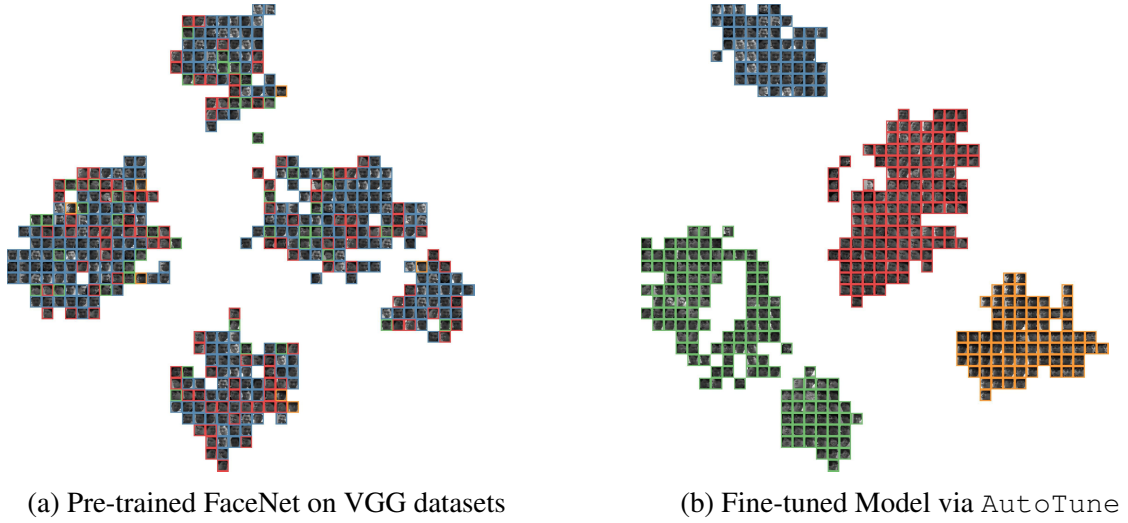 (a) Pre-trained FaceNet on VGG datasets
(b) Fine-tuned Model via AutoTune